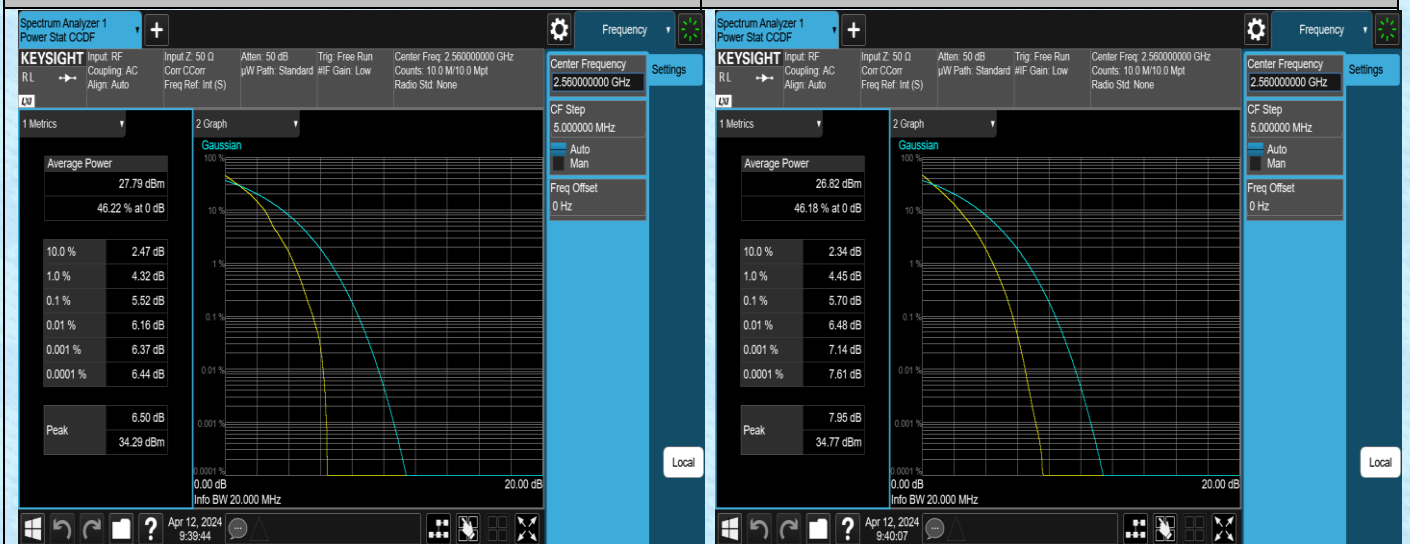 Spectrum Analyzer 1
Power Stat CCDF
Frequency
KEYSIGHT
R L
LXI
Input: RF
Coupling: AC
Align: Auto
Input Z: 50 Ω
Corr CCorr
Freq Ref: Int (S)
Atten: 50 dB
µW Path: Standard
Trig: Free Run
#IF Gain: Low
Center Freq: 2.560000000 GHz
Counts: 10.0 M/10.0 Mpt
Radio Std: None
Center Frequency
2.560000000 GHz
Settings
CF Step
5.000000 MHz
Auto
Man
Freq Offset
0 Hz
1 Metrics
2 Graph
Average Power
27.79 dBm
46.22 % at 0 dB
10.0 % 2.47 dB
1.0 % 4.32 dB
0.1 % 5.52 dB
0.01 % 6.16 dB
0.001 % 6.37 dB
0.0001 % 6.44 dB
Peak
6.50 dB
34.29 dBm
Gaussian
100 %
10 %
1 %
0.1 %
0.01 %
0.001 %
0.0001 %
0.00 dB
20.00 dB
Info BW 20.000 MHz
Local
?
Apr 12, 2024
9:39:44
Spectrum Analyzer 1
Power Stat CCDF
Frequency
KEYSIGHT
R L
LXI
Input: RF
Coupling: AC
Align: Auto
Input Z: 50 Ω
Corr CCorr
Freq Ref: Int (S)
Atten: 50 dB
µW Path: Standard
Trig: Free Run
#IF Gain: Low
Center Freq: 2.560000000 GHz
Counts: 10.0 M/10.0 Mpt
Radio Std: None
Center Frequency
2.560000000 GHz
Settings
CF Step
5.000000 MHz
Auto
Man
Freq Offset
0 Hz
1 Metrics
2 Graph
Average Power
26.82 dBm
46.18 % at 0 dB
10.0 % 2.34 dB
1.0 % 4.45 dB
0.1 % 5.70 dB
0.01 % 6.48 dB
0.001 % 7.14 dB
0.0001 % 7.61 dB
Peak
7.95 dB
34.77 dBm
Gaussian
100 %
10 %
1 %
0.1 %
0.01 %
0.001 %
0.0001 %
0.00 dB
20.00 dB
Info BW 20.000 MHz
Local
?
Apr 12, 2024
9:40:07